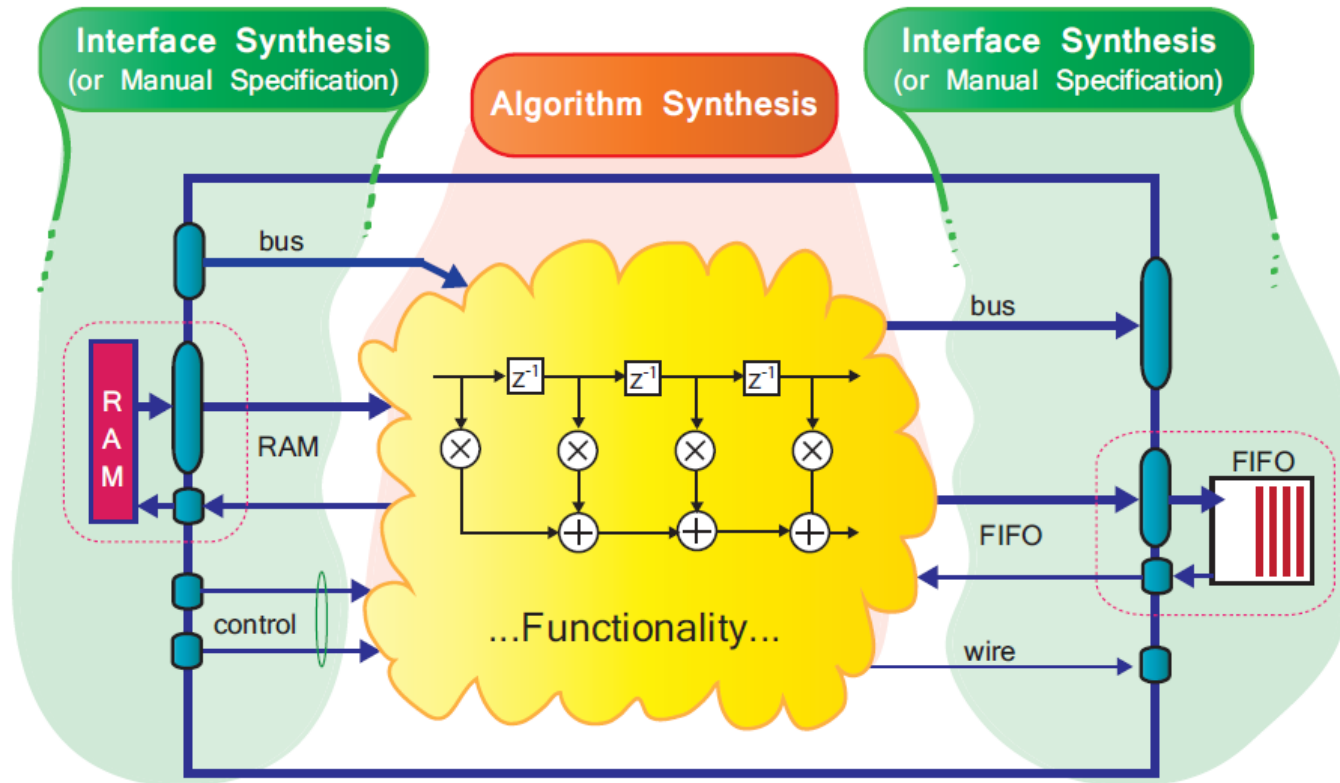 Interface Synthesis
(or Manual Specification)
Algorithm Synthesis
Interface Synthesis
(or Manual Specification)
bus
bus
z⁻¹
z⁻¹
z⁻¹
R
A
M
RAM
FIFO
FIFO
control
...Functionality...
wire